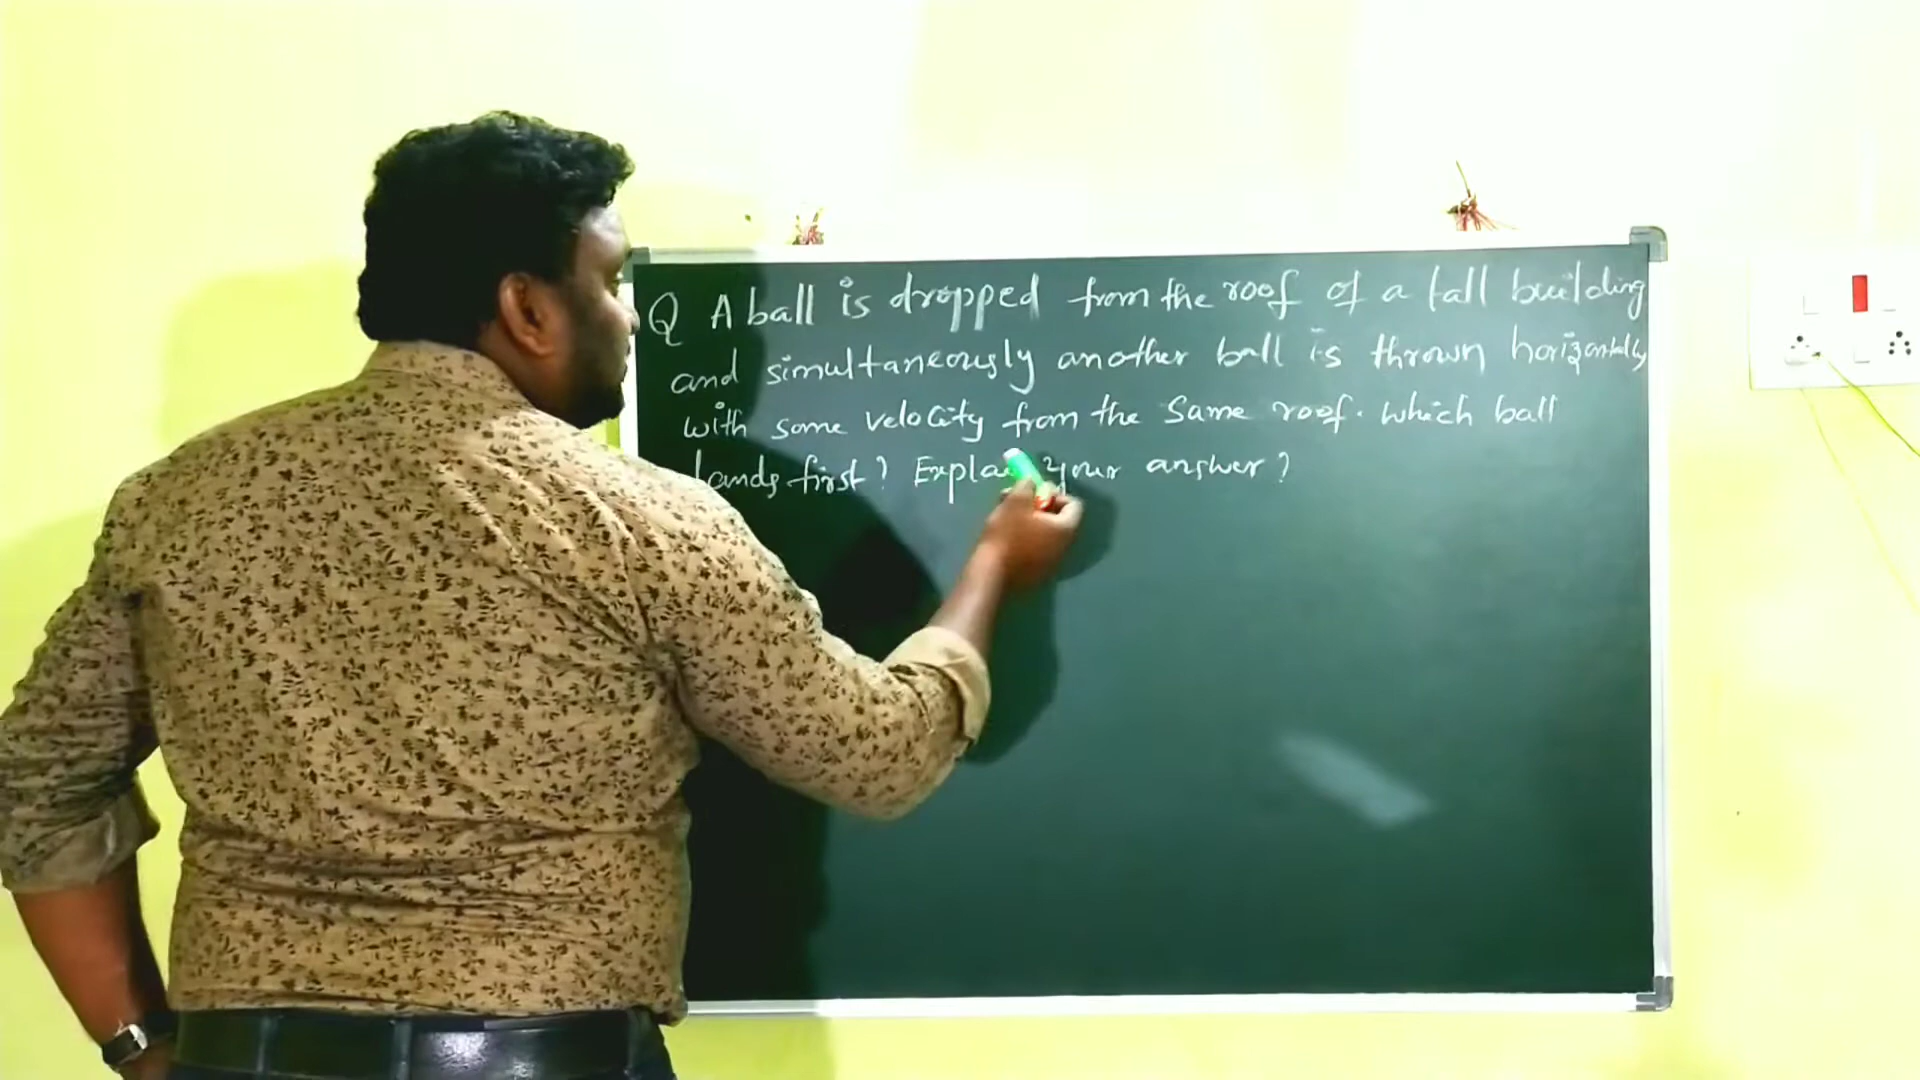 Q A ball is dropped from the roof of a tall building
and simultaneously another ball is thrown horizontally
with some velocity from the same roof. which ball
Lands first? Explain your answer?